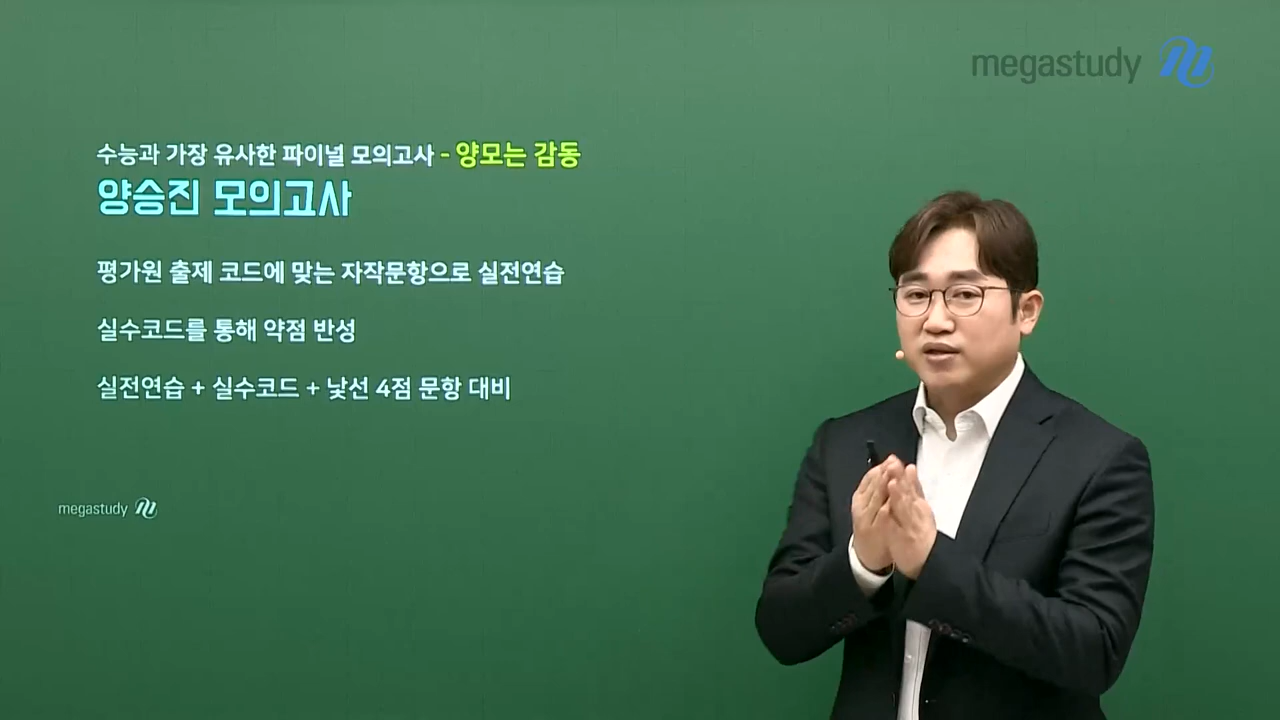 megastudy
수능과 가장 유사한 파이널 모의고사 - 양모는 감동
양승진 모의고사
평가원 출제 코드에 맞는 자작문항으로 실전연습
실수코드를 통해 약점 반성
실전연습 + 실수코드 + 낯선 4점 문항 대비
megastudy